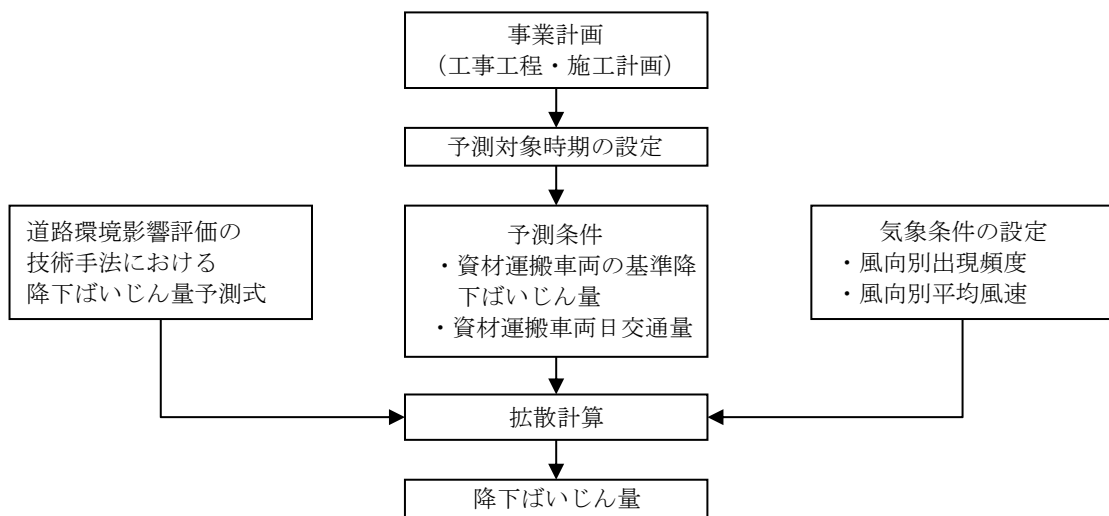 事業計画
（工事工程・施工計画）
予測対象時期の設定
道路環境影響評価の
技術手法における
降下ばいじん量予測式
予測条件
・資材運搬車両の基準降
下ばいじん量
・資材運搬車両日交通量
気象条件の設定
・風向別出現頻度
・風向別平均風速
拡散計算
降下ばいじん量